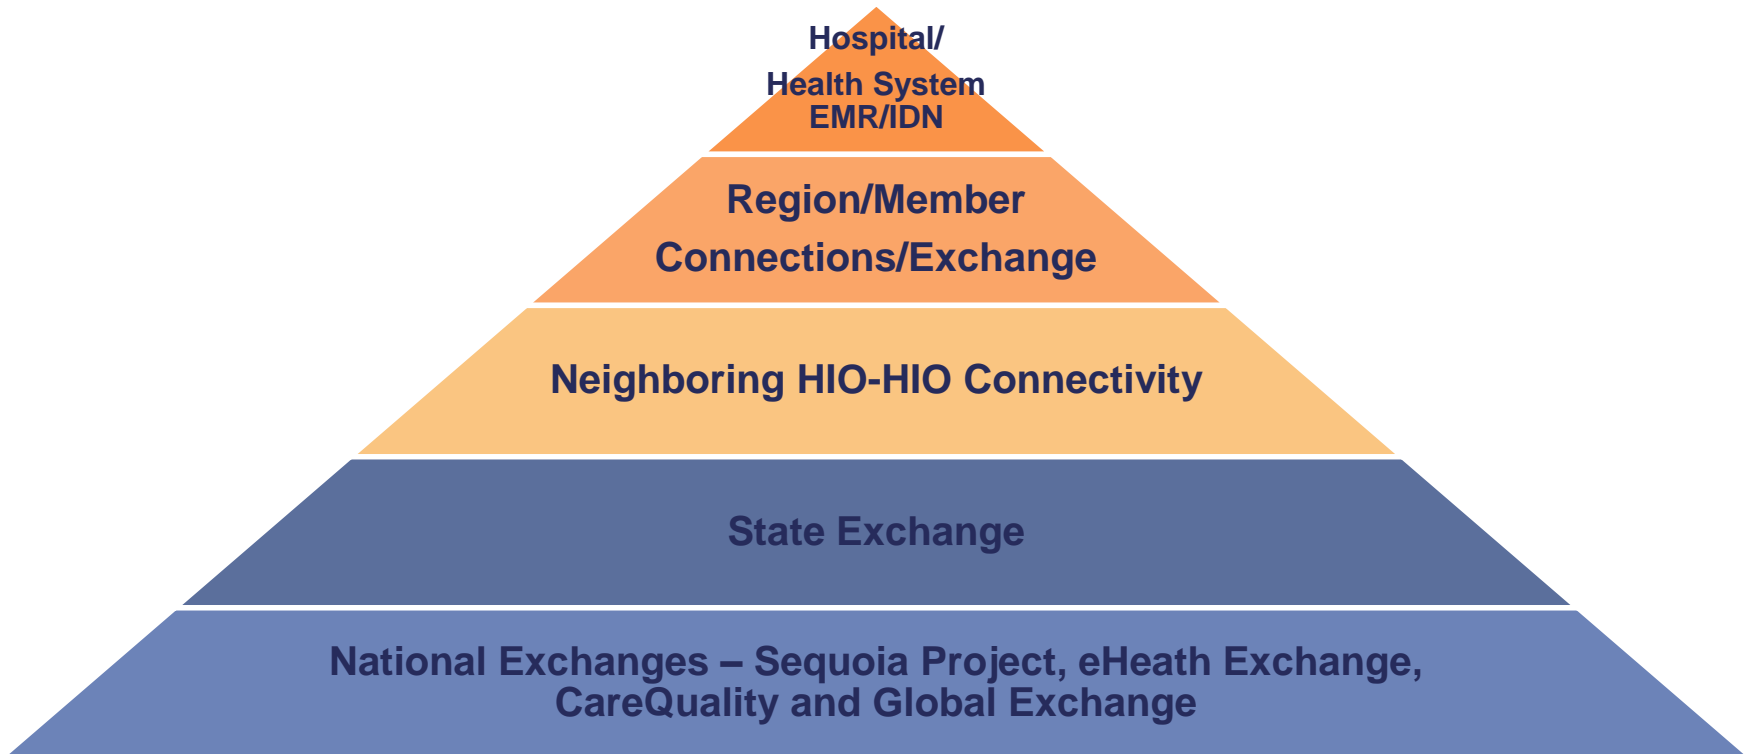 Hospital/
Health System
EMR/IDN
Region/Member
Connections/Exchange
Neighboring HIO-HIO Connectivity
State Exchange
National Exchanges – Sequoia Project, eHeath Exchange,
CareQuality and Global Exchange